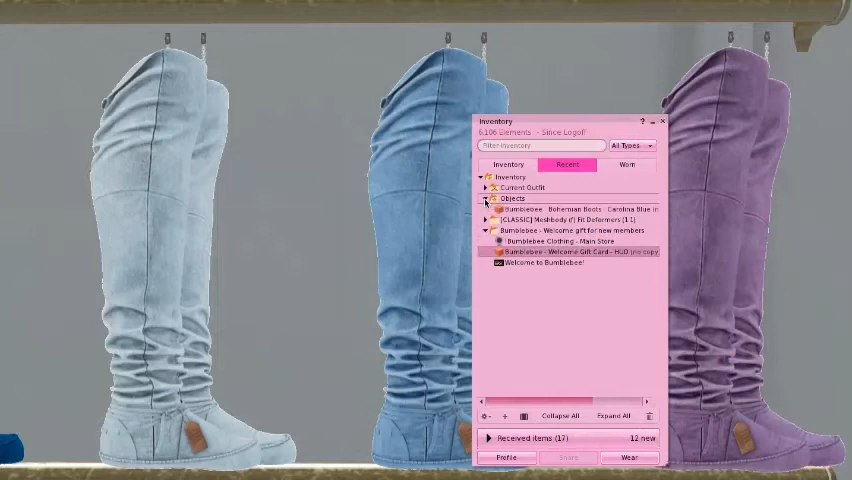 Inventory ? _ ×
6,106 Elements - Since Logoff
Filter Inventory All Types
Inventory Recent Worn
Inventory
Current Outfit
Objects
Bumblebee Bohemian Boots Carolina Blue in
[CLASSIC] Meshbody (f) Fit Deformers (1.1)
Bumblebee - Welcome gift for new members
!Bumblebee Clothing - Main Store
Bumblebee - Welcome Gift Card - HUD (no copy
Welcome to Bumblebee!
Collapse All Expand All
Received items (17) 12 new
Profile Share Wear